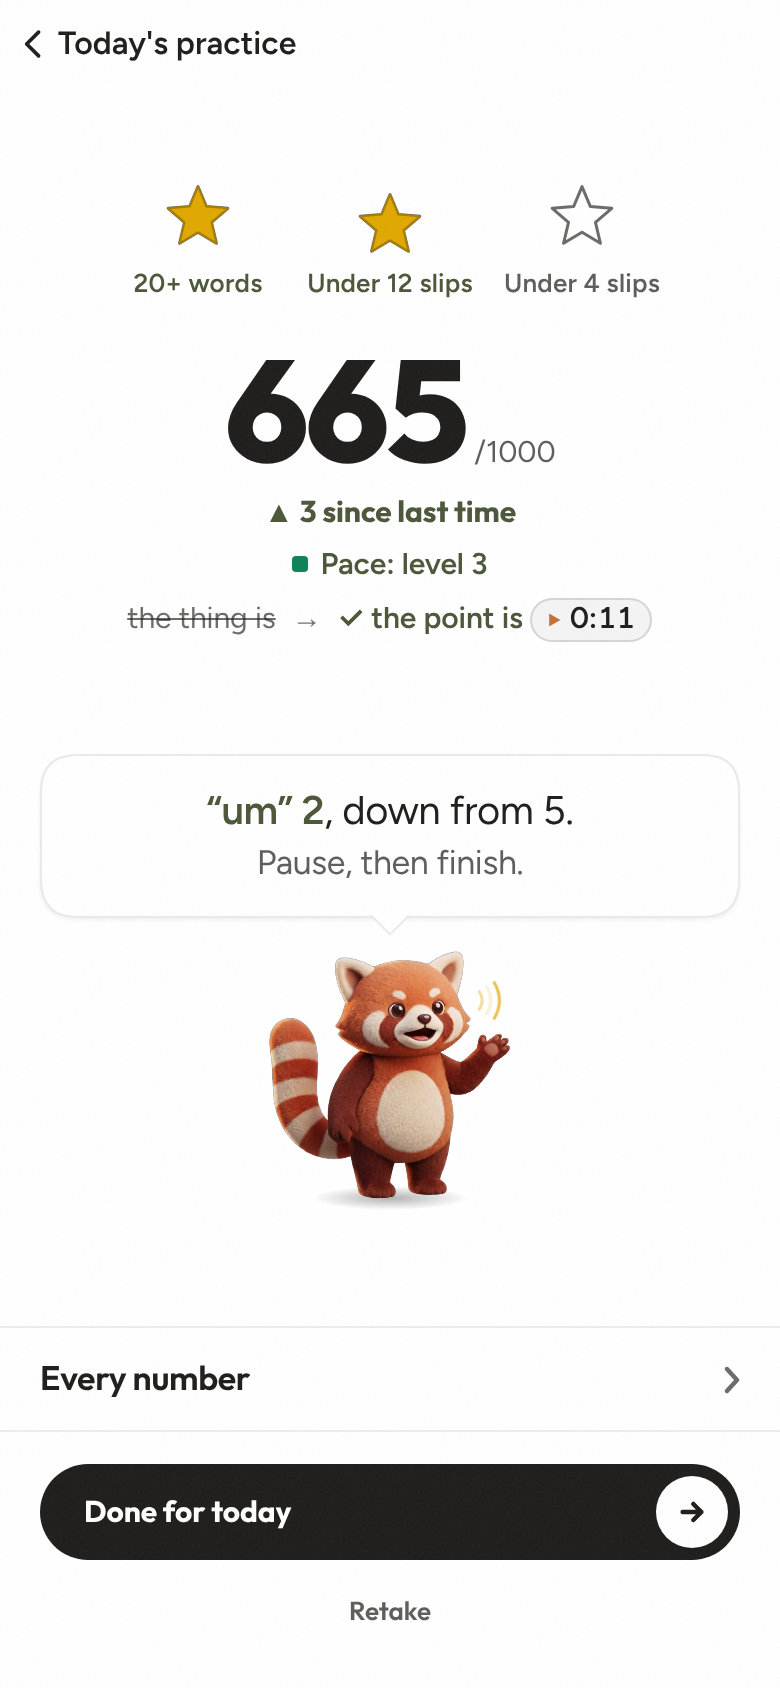 Today's practice
20+ words Under 12 slips Under 4 slips
665 /1000
▲ 3 since last time
Pace: level 3
the thing is → ✓ the point is ▶ 0:11
“um” 2, down from 5.
Pause, then finish.
Every number
Done for today
Retake